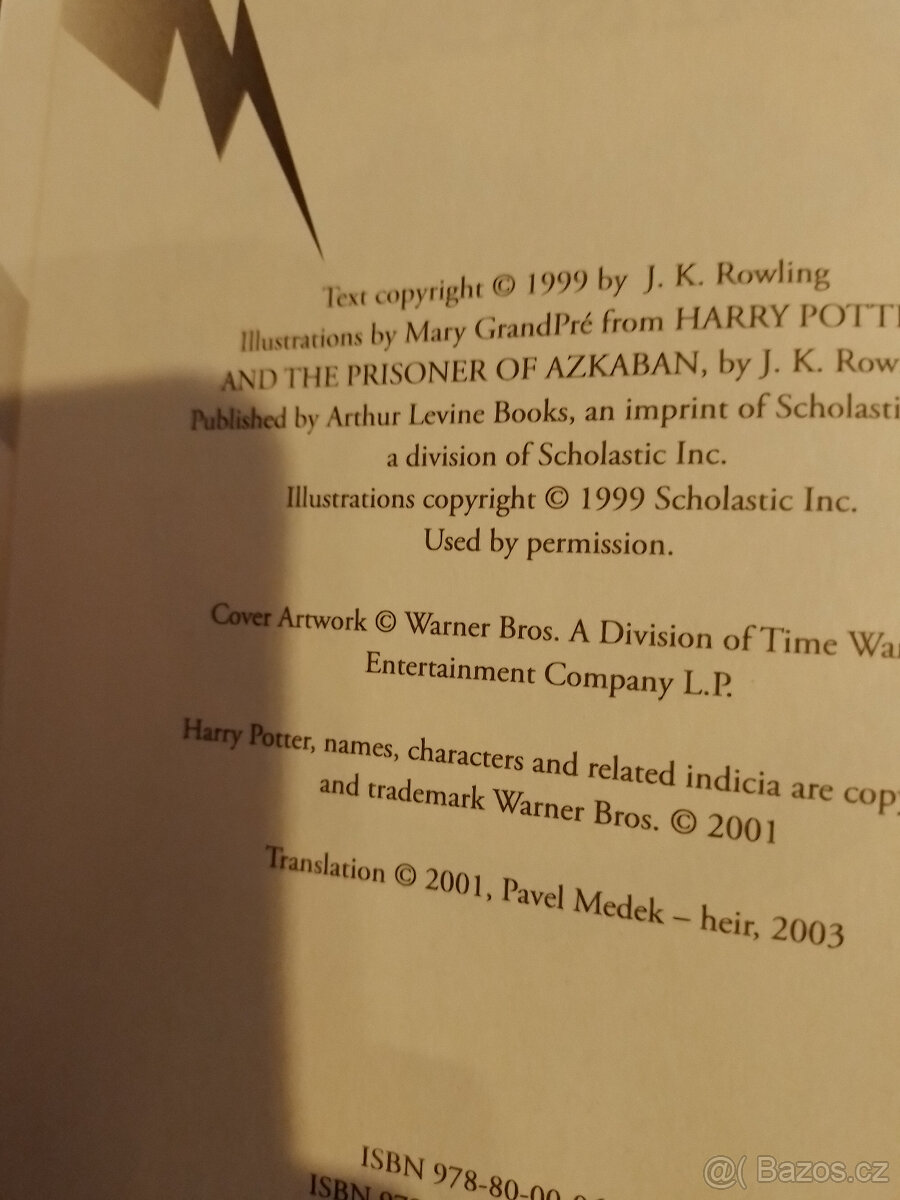 Text copyright © 1999 by J. K. Rowling
Illustrations by Mary GrandPré from HARRY POTT
AND THE PRISONER OF AZKABAN, by J. K. Row
Published by Arthur Levine Books, an imprint of Scholasti
a division of Scholastic Inc.
Illustrations copyright © 1999 Scholastic Inc.
Used by permission.
Cover Artwork © Warner Bros. A Division of Time Wa
Entertainment Company L.P.
Harry Potter, names, characters and related indicia are cop
and trademark Warner Bros. © 2001
Translation © 2001, Pavel Medek – heir, 2003
ISBN 978-80-00-
ISBN
@( Bazos.cz